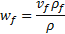 w_f = v_f ρ_f / ρ